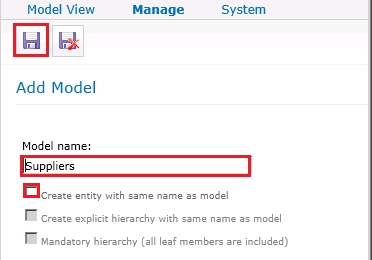 Model View Manage System
Add Model
Model name:
Suppliers
Create entity with same name as model
Create explicit hierarchy with same name as model
Mandatory hierarchy (all leaf members are included)